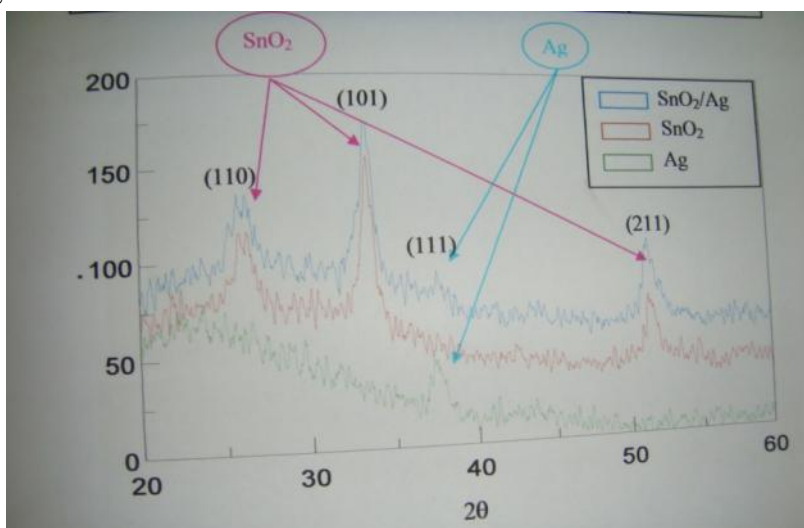 SnO₂
Ag
200
150
.100
50
0
(101)
(110)
(111)
(211)
SnO₂/Ag
SnO₂
Ag
20
30
40
50
60
2θ